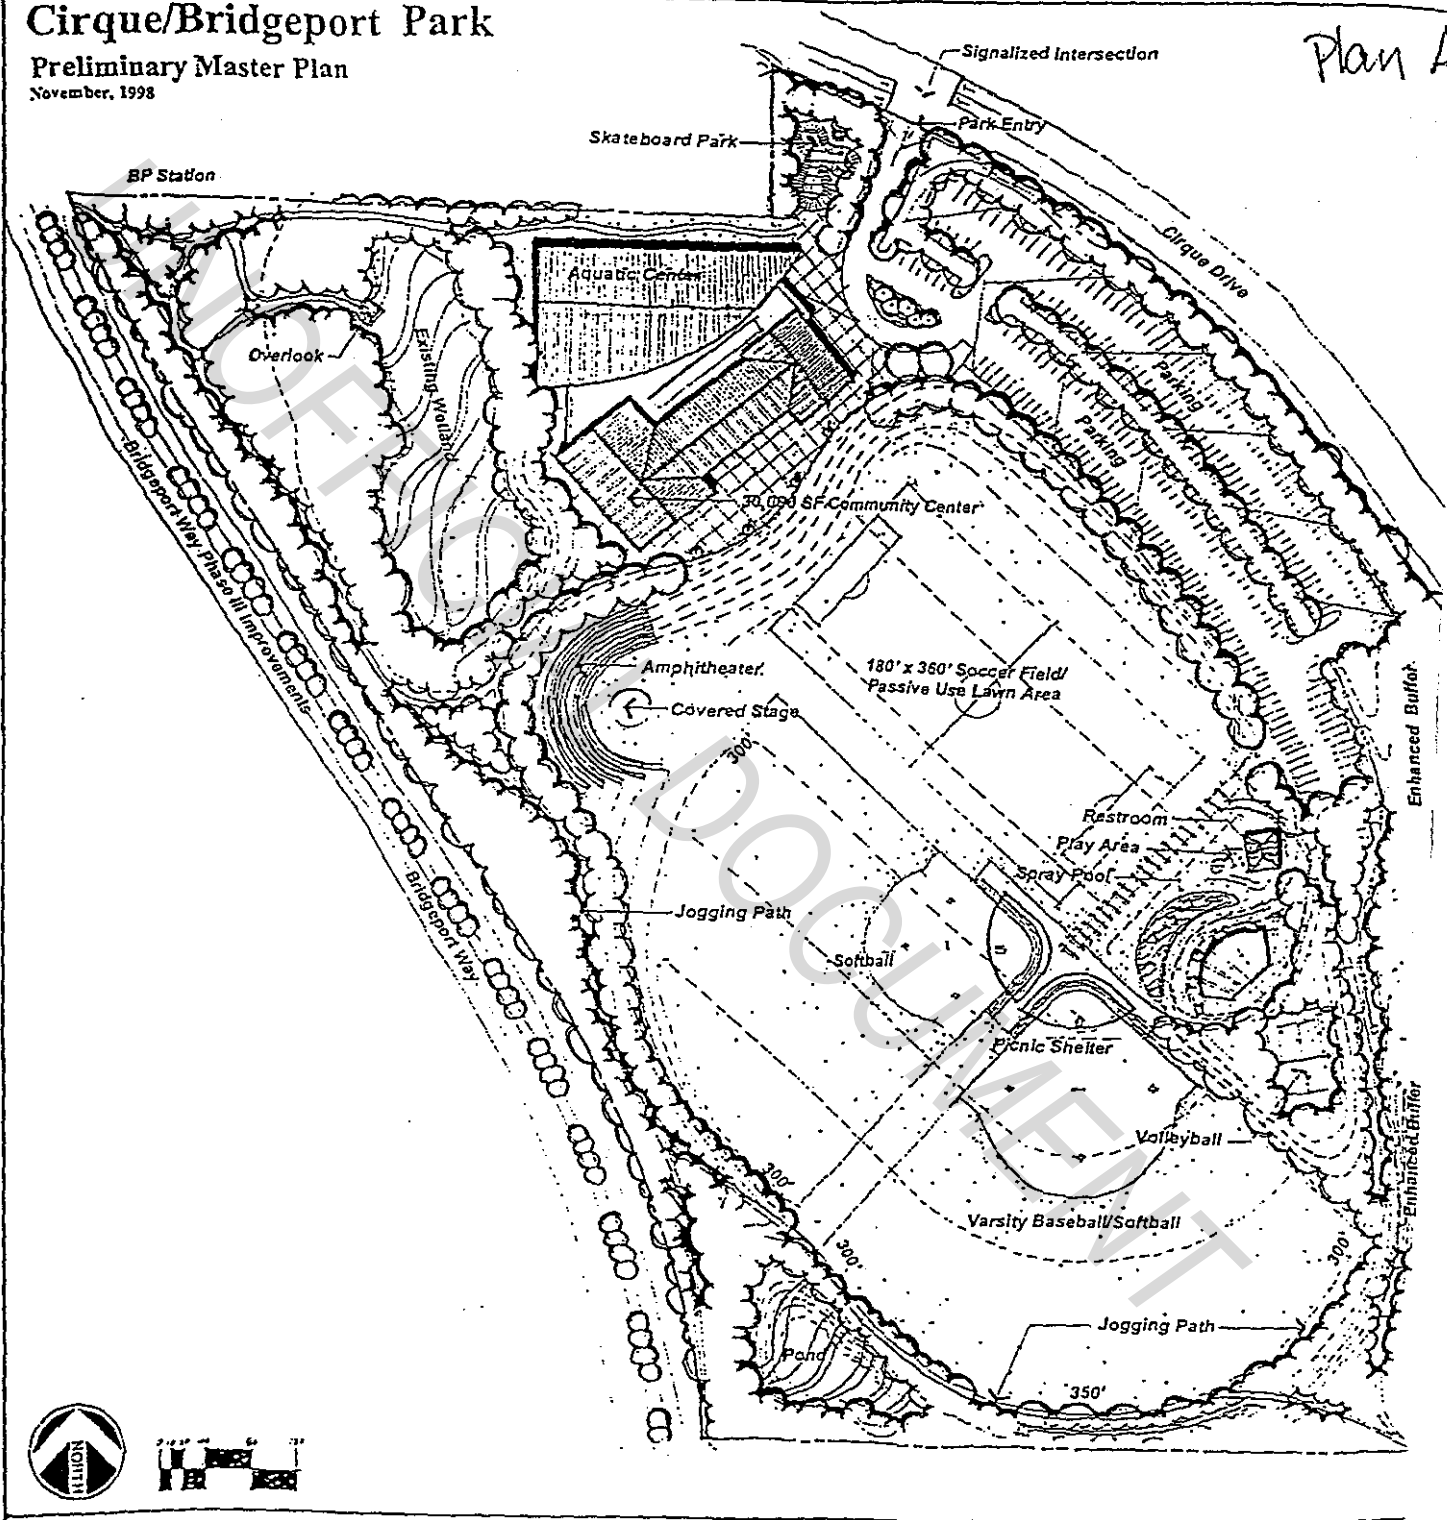 Cirque/Bridgeport Park
Preliminary Master Plan
November, 1998
Plan A
Signalized Intersection
Park Entry
Skateboard Park
BP Station
Cirque Drive
Aquatic Center
Overlook
Existing Wetland
Parking
Parking
30,000 SF Community Center
Bridgeport Way Phase III Improvements
Amphitheater
Covered Stage
180' x 360' Soccer Field/
Passive Use Lawn Area
Enhanced Buffer
300'
Restroom
Play Area
Spray Pool
Jogging Path
Bridgeport Way
Softball
Picnic Shelter
Volleyball
Enhanced Buffer
300'
Varsity Baseball/Softball
300'
300'
Jogging Path
Pond
350'
NORTH
UNOFFICIAL DOCUMENT